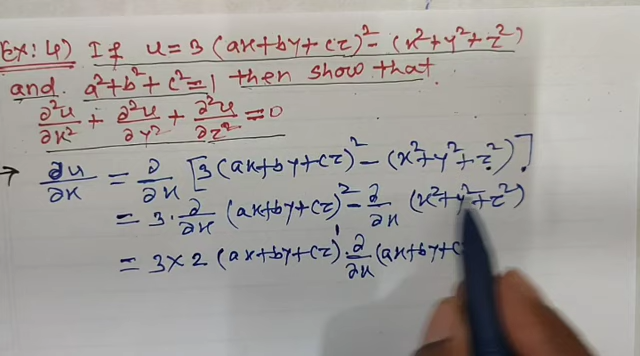 Ex: 4) If u = 3 (ax+by+cz)² - (x²+y²+z²)
and. a²+b²+c²=1 then show that
∂²u/∂x² + ∂²u/∂y² + ∂²u/∂z² = 0
→ ∂u/∂x = ∂/∂x [3(ax+by+cz)² - (x²+y²+z²)]
= 3·∂/∂x (ax+by+cz)² - ∂/∂x (x²+y²+z²)
= 3×2 (ax+by+cz)¹·∂/∂x (ax+by+c